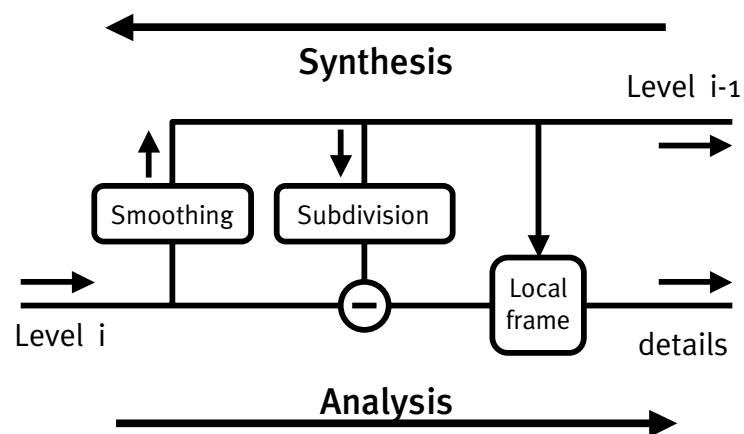 Synthesis
Level i-1
Smoothing
Subdivision
Level i
Local
frame
details
Analysis